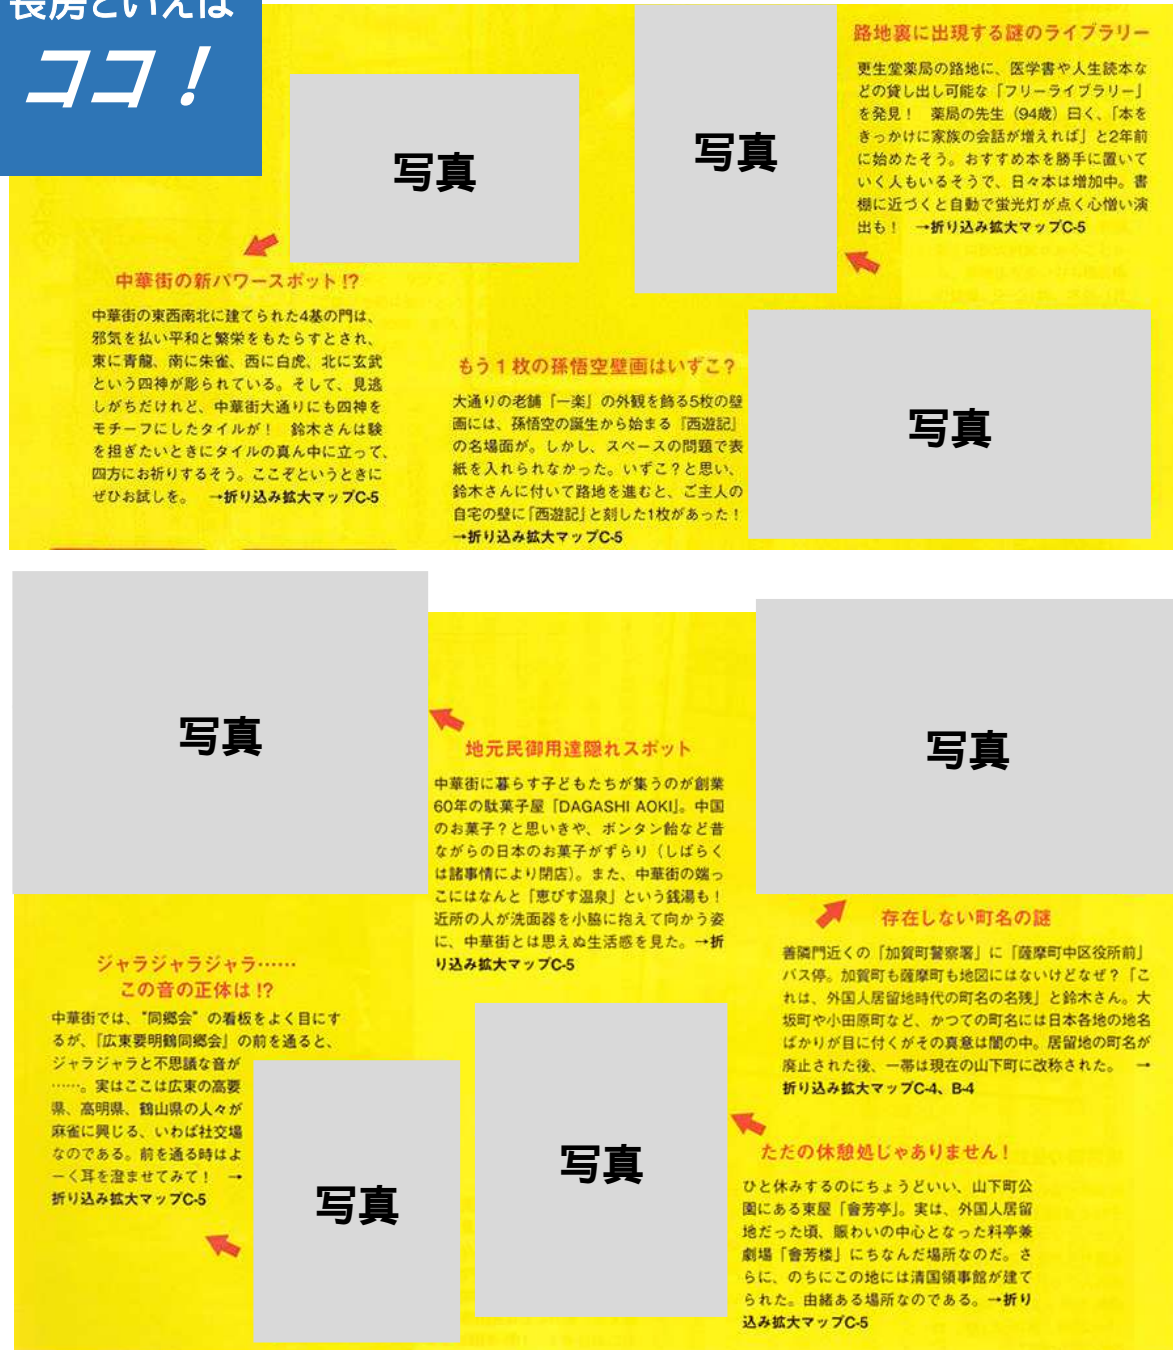 長房といえば
ココ！
写真
写真
路地裏に出現する謎のライブラリー
更生堂薬局の路地に、医学書や人生読本な
どの貸し出し可能な「フリーライブラリー」
を発見！　薬局の先生（94歳）曰く、「本を
きっかけに家族の会話が増えれば」と2年前
に始めたそう。おすすめ本を勝手に置いて
いく人もいるそうで、日々本は増加中。書
棚に近づくと自動で蛍光灯が点く心憎い演
出も！　→折り込み拡大マップC-5
中華街の新パワースポット!?
中華街の東西南北に建てられた4基の門は、
邪気を払い平和と繁栄をもたらすとされ、
東に青龍、南に朱雀、西に白虎、北に玄武
という四神が彫られている。そして、見逃
しがちだけれど、中華街大通りにも四神を
モチーフにしたタイルが！　鈴木さんは験
を担ぎたいときにタイルの真ん中に立って、
四方にお祈りするそう。ここぞというときに
ぜひお試しを。　→折り込み拡大マップC-5
もう1枚の孫悟空壁画はいずこ？
大通りの老舗「一楽」の外観を飾る5枚の壁
画には、孫悟空の誕生から始まる『西遊記』
の名場面が。しかし、スペースの問題で表
紙を入れられなかった。いずこ？と思い、
鈴木さんに付いて路地を進むと、ご主人の
自宅の壁に「西遊記」と刻した1枚があった！
→折り込み拡大マップC-5
写真
写真
写真
地元民御用達隠れスポット
中華街に暮らす子どもたちが集うのが創業
60年の駄菓子屋「DAGASHI AOKI」。中国
のお菓子？と思いきや、ボンタン飴など昔
ながらの日本のお菓子がずらり（しばらく
は諸事情により閉店）。また、中華街の端っ
こにはなんと「恵びす温泉」という銭湯も！
近所の人が洗面器を小脇に抱えて向かう姿
に、中華街とは思えぬ生活感を見た。→折
り込み拡大マップC-5
存在しない町名の謎
善隣門近くの「加賀町警察署」に「薩摩町中区役所前」
バス停。加賀町も薩摩町も地図にはないけどなぜ？「こ
れは、外国人居留地時代の町名の名残」と鈴木さん。大
坂町や小田原町など、かつての町名には日本各地の地名
ばかりが目に付くがその真意は闇の中。居留地の町名が
廃止された後、一帯は現在の山下町に改称された。　→
折り込み拡大マップC-4、B-4
ジャラジャラジャラ……
この音の正体は!?
中華街では、“同郷会”の看板をよく目にす
るが、「広東要明鶴同郷会」の前を通ると、
ジャラジャラと不思議な音が
……。実はここは広東の高要
県、高明県、鶴山県の人々が
麻雀に興じる、いわば社交場
なのである。前を通る時はよ
ーく耳を澄ませてみて！　→
折り込み拡大マップC-5
写真
写真
ただの休憩処じゃありません！
ひと休みするのにちょうどいい、山下町公
園にある東屋「會芳亭」。実は、外国人居留
地だった頃、賑わいの中心となった料亭兼
劇場「會芳楼」にちなんだ場所なのだ。さ
らに、のちにこの地には清国領事館が建て
られた。由緒ある場所なのである。→折り
込み拡大マップC-5